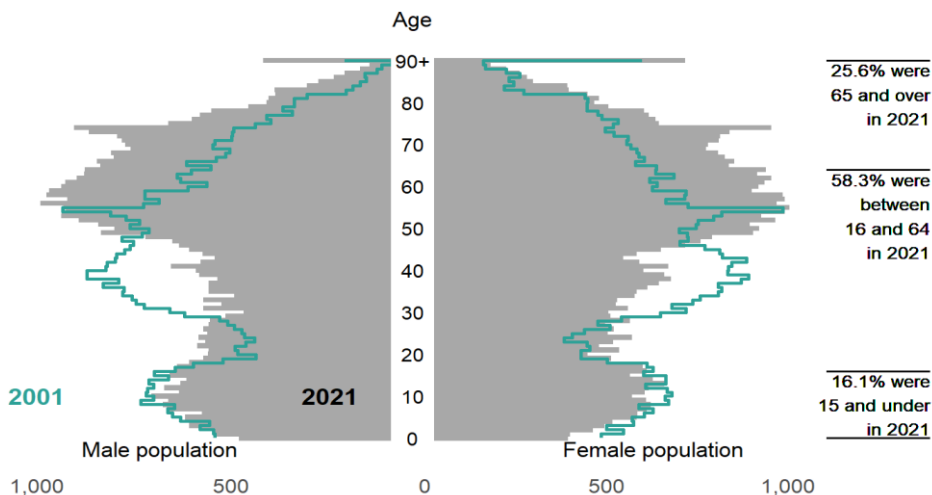 Age
90+
80
70
60
50
40
30
20
10
0
25.6% were
65 and over
in 2021
58.3% were
between
16 and 64
in 2021
16.1% were
15 and under
in 2021
2001
2021
Male population
Female population
1,000
500
0
500
1,000